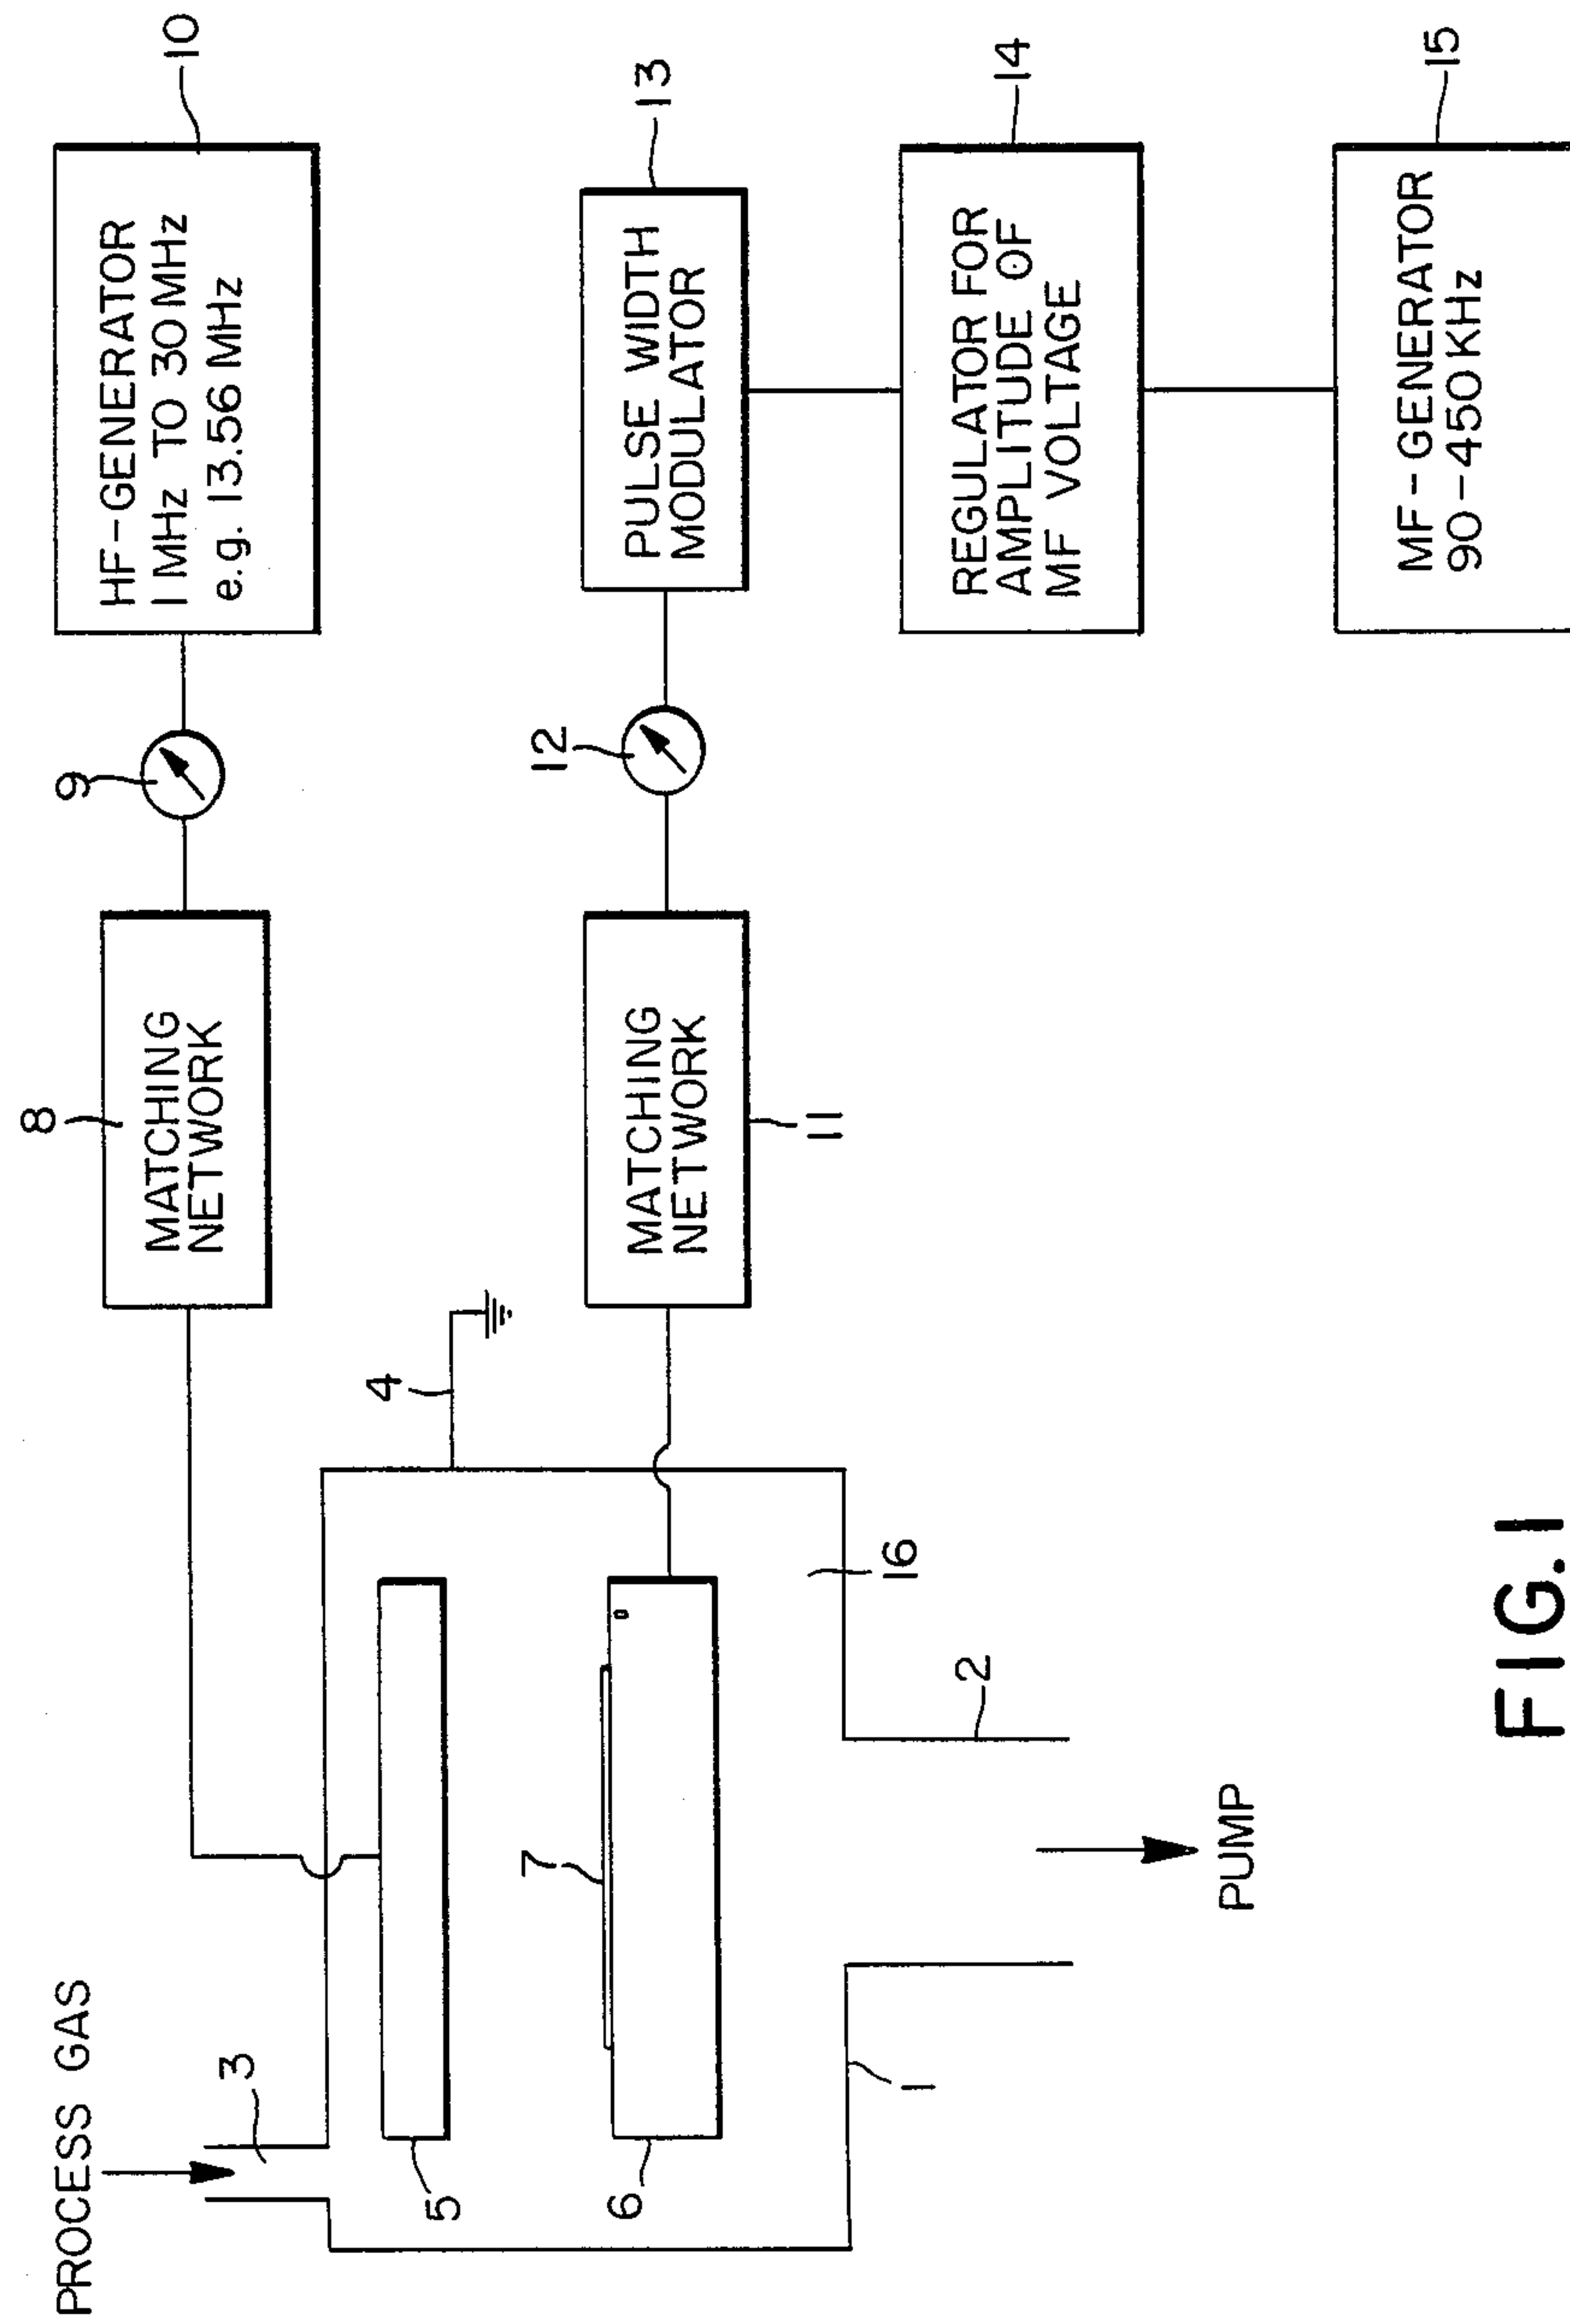 PROCESS GAS
3
5
6
7
1
2
16
4
PUMP
8
MATCHING
NETWORK
9
HF-GENERATOR
1 MHz TO 30 MHz
e.g. 13.56 MHz
10
MATCHING
NETWORK
11
12
PULSE WIDTH
MODULATOR
13
REGULATOR FOR
AMPLITUDE OF
MF VOLTAGE
14
MF-GENERATOR
90-450 KHz
15
FIG. 1